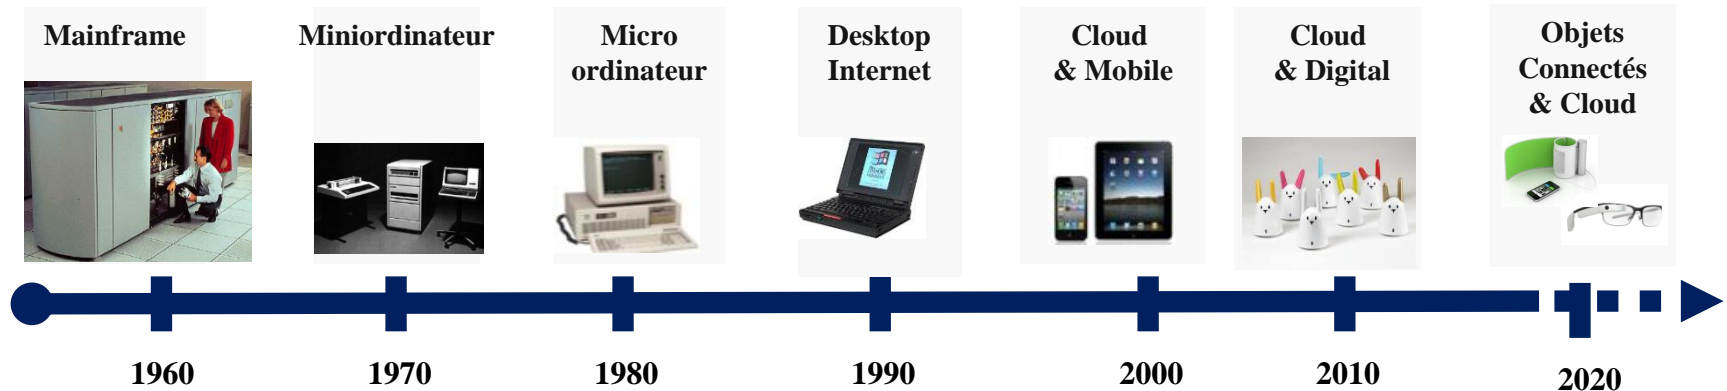 Mainframe
Miniordinateur
Micro
ordinateur
Desktop
Internet
Cloud
& Mobile
Cloud
& Digital
Objets
Connectés
& Cloud
1960
1970
1980
1990
2000
2010
2020